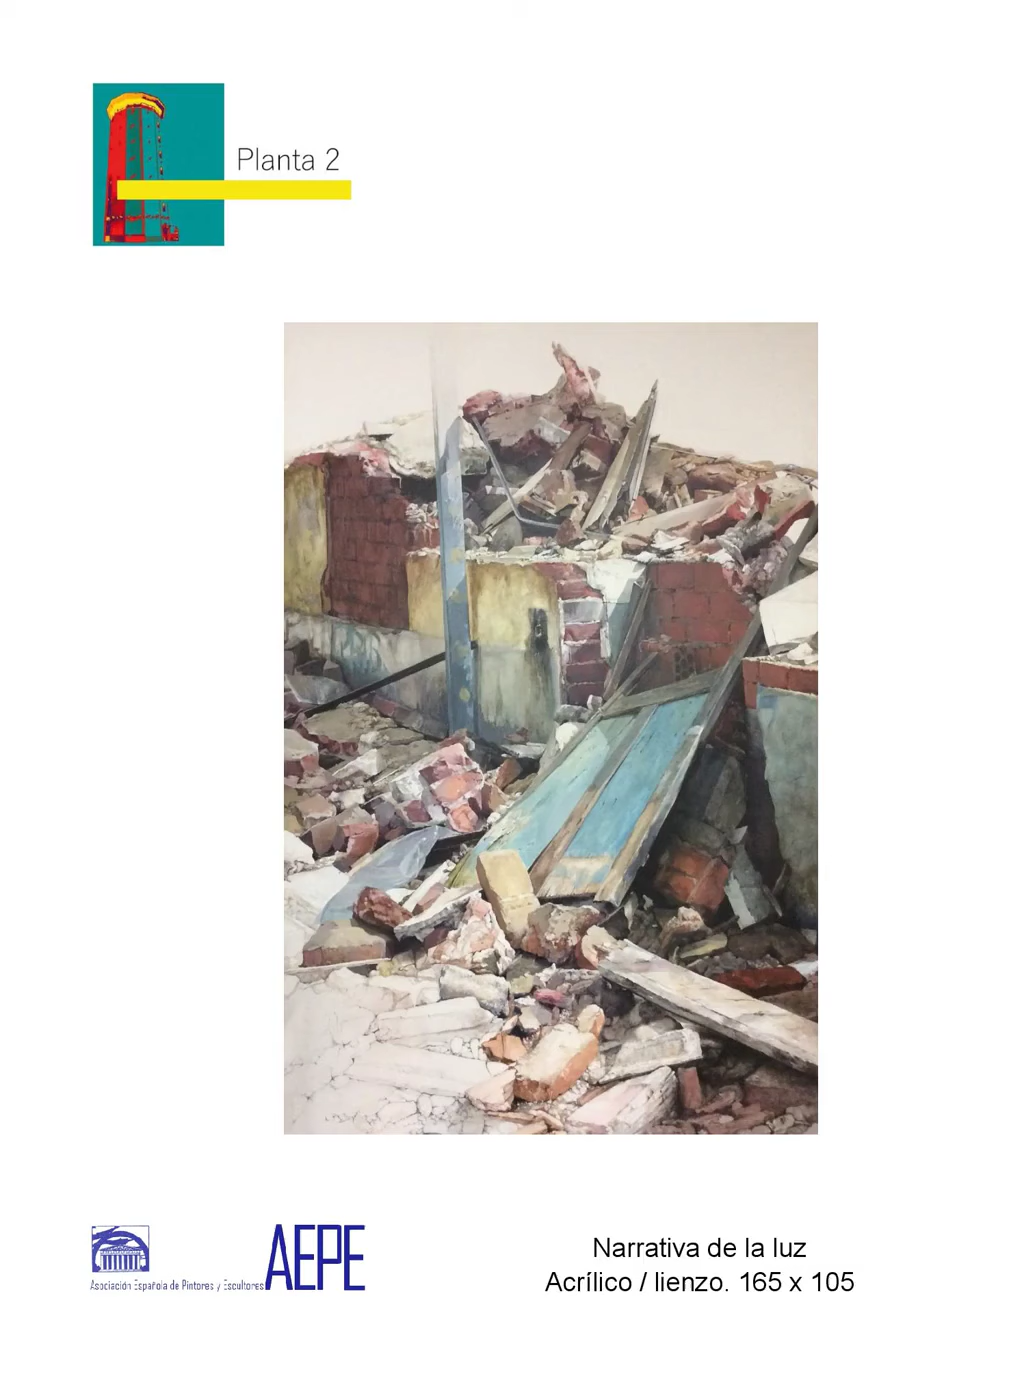 Planta 2
Asociación Española de Pintores y Escultores
AEPE
Narrativa de la luz
Acrílico / lienzo. 165 x 105